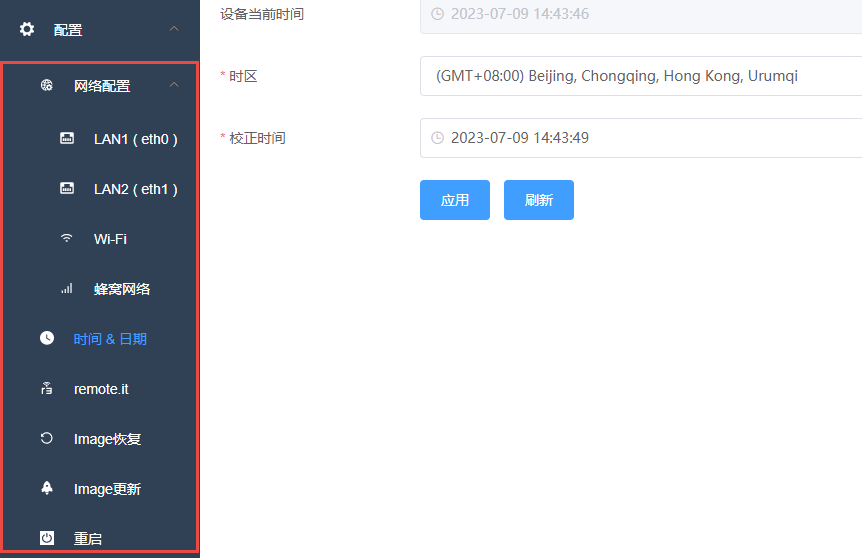 配置
网络配置
LAN1 ( eth0 )
LAN2 ( eth1 )
Wi-Fi
蜂窝网络
时间 & 日期
remote.it
Image恢复
Image更新
重启
设备当前时间
2023-07-09 14:43:46
* 时区
(GMT+08:00) Beijing, Chongqing, Hong Kong, Urumqi
* 校正时间
2023-07-09 14:43:49
应用
刷新